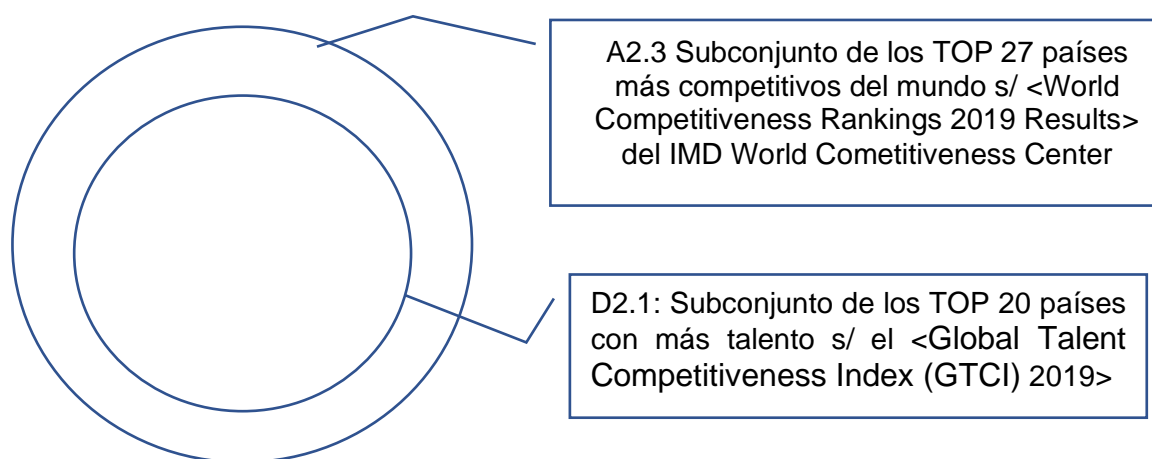 A2.3 Subconjunto de los TOP 27 países
más competitivos del mundo s/ <World
Competitiveness Rankings 2019 Results>
del IMD World Cometitiveness Center
D2.1: Subconjunto de los TOP 20 países
con más talento s/ el <Global Talent
Competitiveness Index (GTCI) 2019>